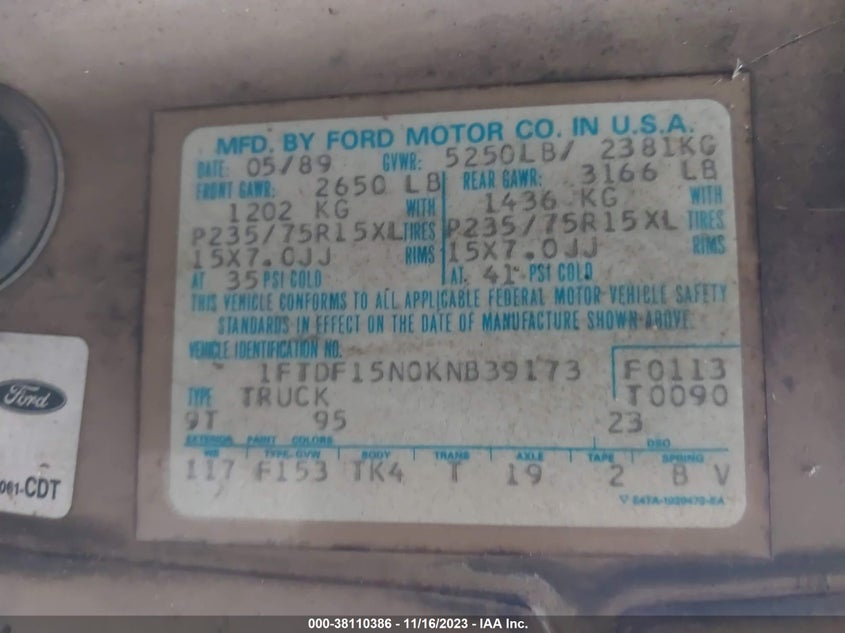 MFD. BY FORD MOTOR CO. IN U.S.A.
DATE: 05/89 GVWR: 5250LB/ 2381KG
FRONT GAWR: 2650 LB REAR GAWR: 3166 LB
1202 KG WITH 1436 KG WITH
P235/75R15XL TIRES P235/75R15XL TIRES
15X7.0JJ RIMS 15X7.0JJ RIMS
AT 35 PSI COLD AT. 41 PSI COLD
THIS VEHICLE CONFORMS TO ALL APPLICABLE FEDERAL MOTOR VEHICLE SAFETY
STANDARDS IN EFFECT ON THE DATE OF MANUFACTURE SHOWN ABOVE.
VEHICLE IDENTIFICATION NO.
1FTDF15N0KNB39173 F0113
TYPE TRUCK T0090
9T 95 23
EXTERIOR PAINT COLORS DSO
WB TYPE-GVW BODY TRANS AXLE TAPE SPRING
117 F153 TK4 T 19 2 B V
Ford
-CDT
000-38110386 - 11/16/2023 - IAA Inc.